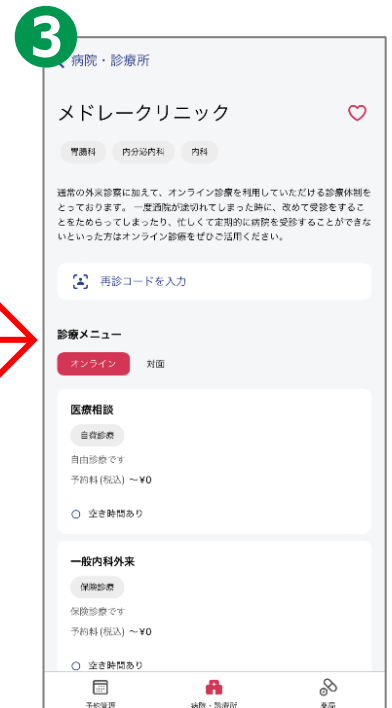 3
病院・診療所
メドレークリニック
胃腸科 内分泌内科 内科
通常の外来診察に加えて、オンライン診療を利用していただける診療体制を
とっております。一度通院が途切れてしまった時に、改めて受診をするこ
とをためらってしまったり、忙しくて定期的に病院を受診することができな
いといった方はオンライン診療をぜひご活用ください。
再診コードを入力
診療メニュー
オンライン 対面
医療相談
自費診療
自由診療です
予約料(税込) 〜¥0
空き時間あり
一般内科外来
保険診療
保険診療です
予約料(税込) 〜¥0
空き時間あり
予約管理 病院・診療所 薬局